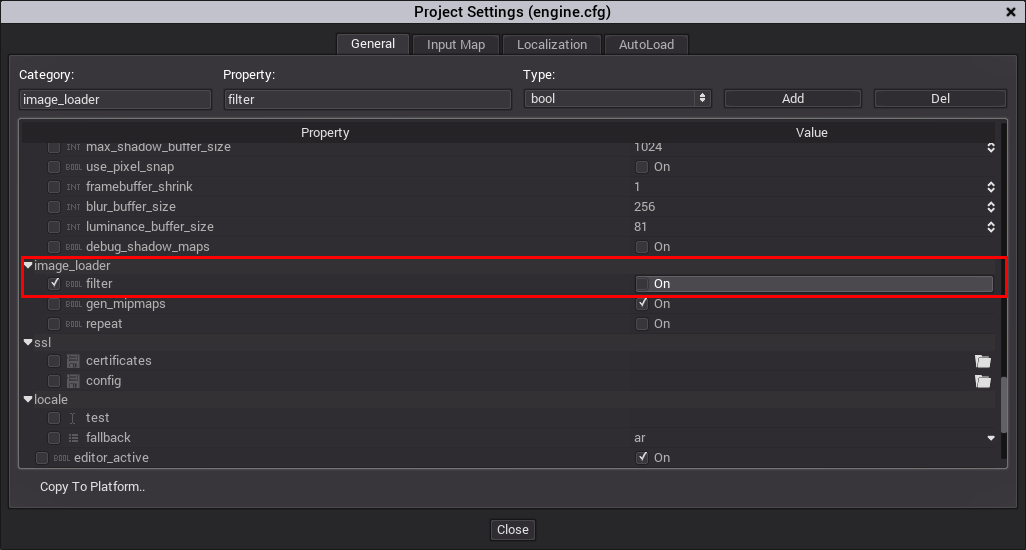 Project Settings (engine.cfg)
General Input Map Localization AutoLoad
Category: Property: Type:
image_loader filter bool Add Del
Property Value
INT max_shadow_buffer_size 1024
BOOL use_pixel_snap On
INT framebuffer_shrink 1
INT blur_buffer_size 256
INT luminance_buffer_size 81
BOOL debug_shadow_maps On
image_loader
BOOL filter On
BOOL gen_mipmaps On
BOOL repeat On
ssl
certificates
config
locale
test
fallback ar
BOOL editor_active On
Copy To Platform..
Close